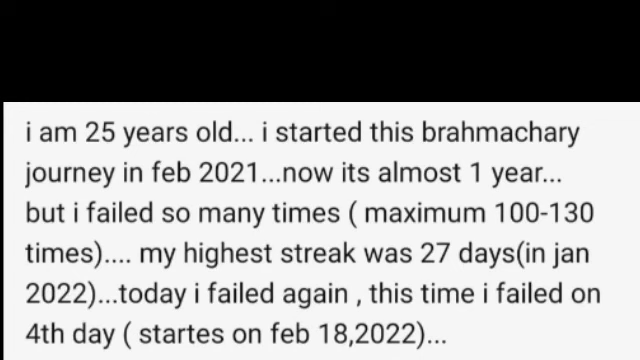 i am 25 years old... i started this brahmachary
journey in feb 2021...now its almost 1 year...
but i failed so many times ( maximum 100-130
times).... my highest streak was 27 days(in jan
2022)...today i failed again , this time i failed on
4th day ( startes on feb 18,2022)...